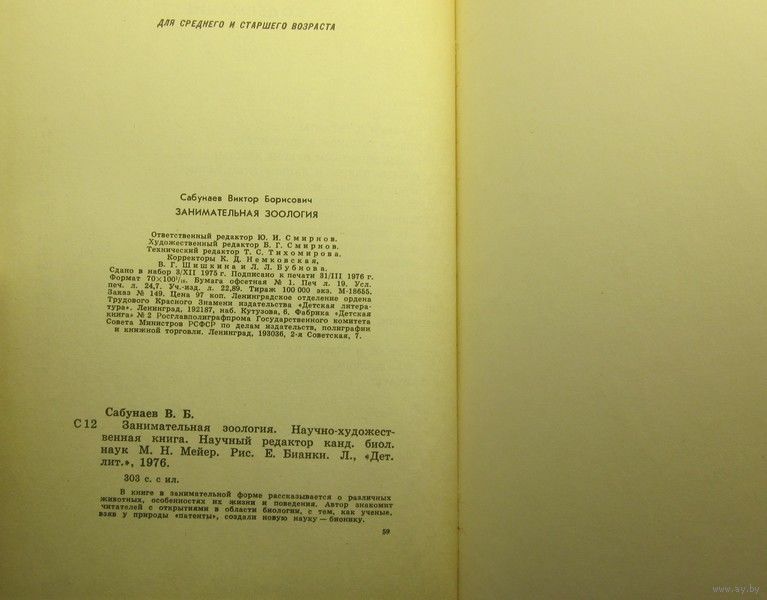 ДЛЯ СРЕДНЕГО И СТАРШЕГО ВОЗРАСТА
Сабунаев Виктор Борисович
ЗАНИМАТЕЛЬНАЯ ЗООЛОГИЯ
Ответственный редактор Ю. И. Смирнов.
Художественный редактор В. Г. Смирнов.
Технический редактор Т. С. Тихомирова.
Корректоры К. Д. Немковская,
В. Г. Шишкина и Л. Л. Бубнова.
Сдано в набор 3/XII 1975 г. Подписано к печати 31/III 1976 г.
Формат 70×100¹/₁₆. Бумага офсетная № 1. Печ л. 19. Усл.
печ. л. 24,7. Уч.-изд. л. 22,89. Тираж 100 000 экз. М-18655.
Заказ № 149. Цена 97 коп. Ленинградское отделение ордена
Трудового Красного Знамени издательства «Детская литера-
тура». Ленинград, 192187, наб. Кутузова, 6. Фабрика «Детская
книга» № 2 Росглавполиграфпрома Государственного комитета
Совета Министров РСФСР по делам издательств, полиграфии
и книжной торговли. Ленинград, 193036, 2-я Советская, 7.
Сабунаев В. Б.
С 12 Занимательная зоология. Научно-художест-
венная книга. Научный редактор канд. биол.
наук М. Н. Мейер. Рис. Е. Бианки. Л., «Дет.
лит.», 1976.
303 с. с ил.
В книге в занимательной форме рассказывается о различных
животных, особенностях их жизни и поведения. Автор знакомит
читателей с открытиями в области биологии, с тем, как ученые,
взяв у природы «патенты», создали новую науку — бионику.
59
www.ay.by